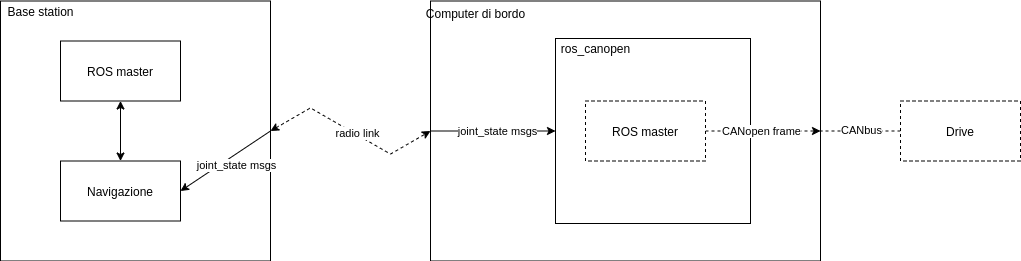 Base station
Computer di bordo
ros_canopen
ROS master
Navigazione
joint_state msgs
radio link
joint_state msgs
ROS master
CANopen frame
CANbus
Drive